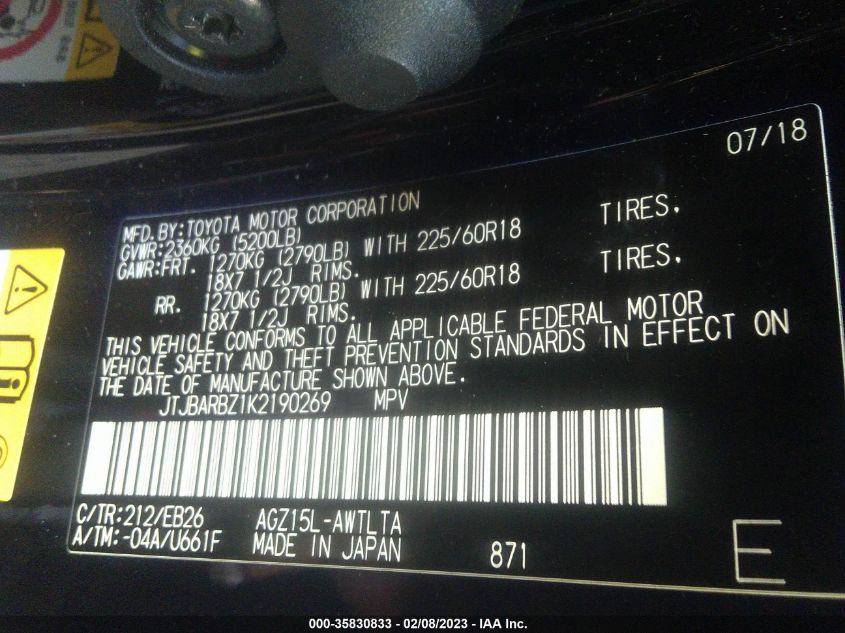 07/18
MFD.BY:TOYOTA MOTOR CORPORATION
GVWR:2360KG (5200LB)
GAWR:FRT. 1270KG (2790LB) WITH 225/60R18 TIRES,
18X7 1/2J RIMS.
RR. 1270KG (2790LB) WITH 225/60R18 TIRES,
18X7 1/2J RIMS.
THIS VEHICLE CONFORMS TO ALL APPLICABLE FEDERAL MOTOR
VEHICLE SAFETY AND THEFT PREVENTION STANDARDS IN EFFECT ON
THE DATE OF MANUFACTURE SHOWN ABOVE.
JTJBARBZ1K2190269 MPV
C/TR:212/EB26 AGZ15L-AWTLTA
A/TM:-04A/U661F MADE IN JAPAN 871 E
000-35830833 - 02/08/2023 - IAA Inc.